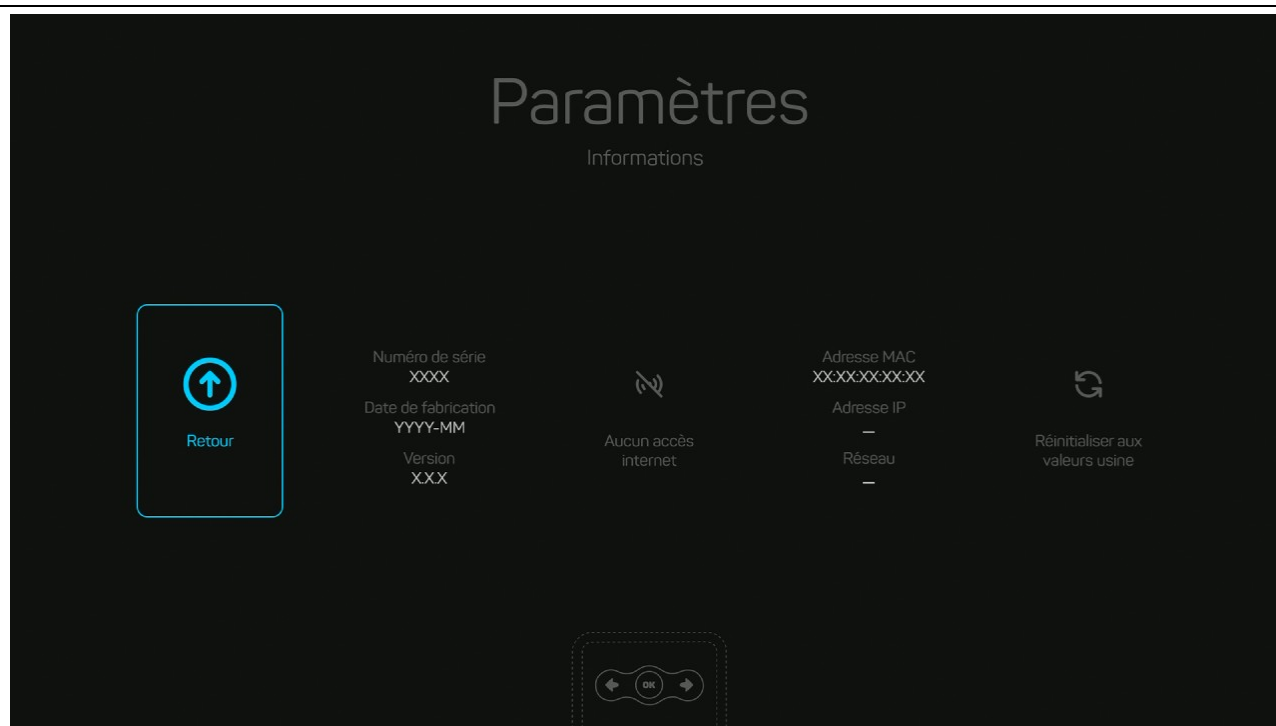 Paramètres
Informations
Retour
Numéro de série
XXXX
Date de fabrication
YYYY-MM
Version
X.X.X
Aucun accès
internet
Adresse MAC
XX:XX:XX:XX:XX
Adresse IP
—
Réseau
—
Réinitialiser aux
valeurs usine
OK